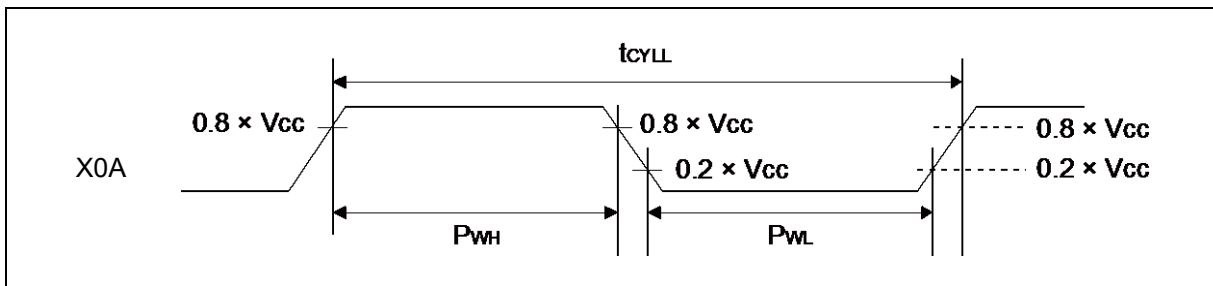 tCYLL
0.8 × Vcc
0.8 × Vcc
0.8 × Vcc
X0A
0.2 × Vcc
0.2 × Vcc
PWH
PWL